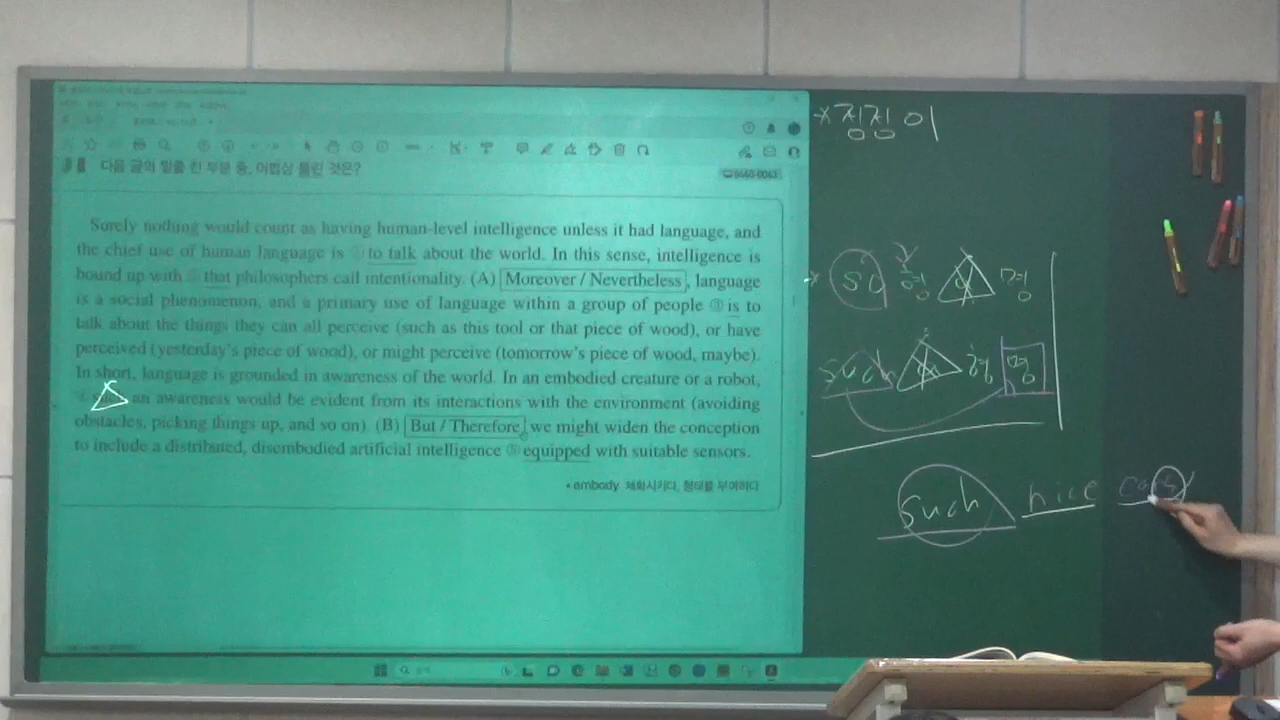 다음 글의 밑줄 친 부분 중, 어법상 틀린 것은?
8660-0063
Surely nothing would count as having human-level intelligence unless it had language, and
the chief use of human language is ① to talk about the world. In this sense, intelligence is
bound up with ② that philosophers call intentionality. (A) Moreover / Nevertheless, language
is a social phenomenon, and a primary use of language within a group of people ③ is to
talk about the things they can all perceive (such as this tool or that piece of wood), or have
perceived (yesterday's piece of wood), or might perceive (tomorrow's piece of wood, maybe).
In short, language is grounded in awareness of the world. In an embodied creature or a robot,
an awareness would be evident from its interactions with the environment (avoiding
obstacles, picking things up, and so on). (B) But / Therefore, we might widen the conception
to include a distributed, disembodied artificial intelligence ⑤ equipped with suitable sensors.
* embody 체화시키다, 형태를 부여하다
so 형 a 명
such a 형 명
such nice cars